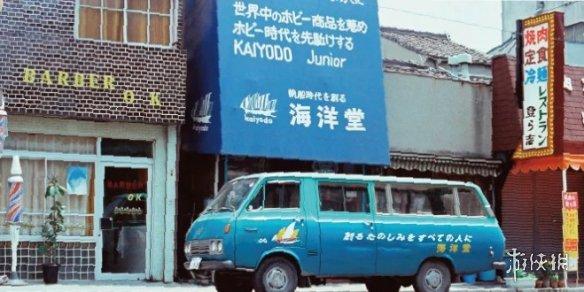 世界中のホビー商品を蒐め
ホビー時代を先駆けする
KAIYODO Junior
帆船時代を創る
海洋堂
kaiyodo
BARBER
O K
BARBER
OK
肉食麺レストラン
焼定冷
創るたのしみをすべての人に
海洋堂
游侠网